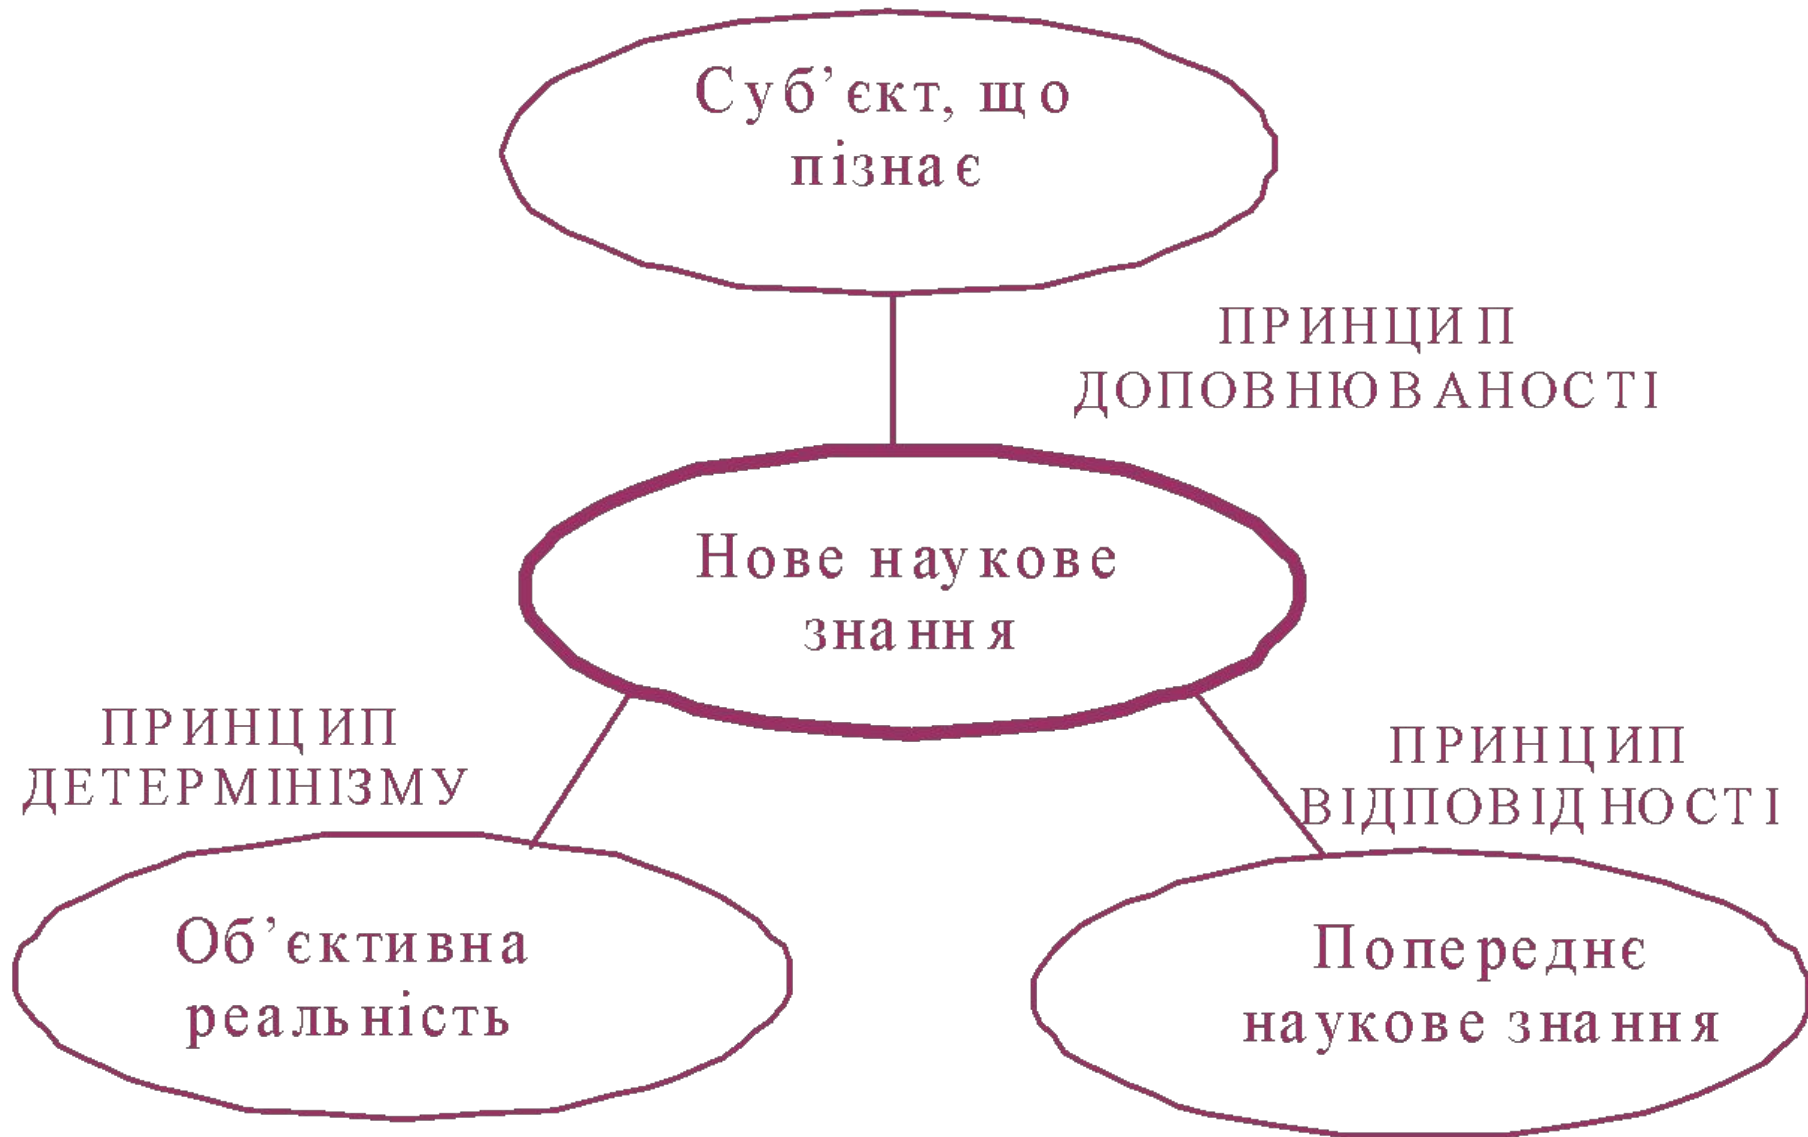 Суб’єкт, що
пізнає
ПРИНЦИП
ДОПОВНЮВАНОСТІ
Нове наукове
знання
ПРИНЦИП
ДЕТЕРМІНІЗМУ
ПРИНЦИП
ВІДПОВІДНОСТІ
Об’єктивна
реальність
Попереднє
наукове знання